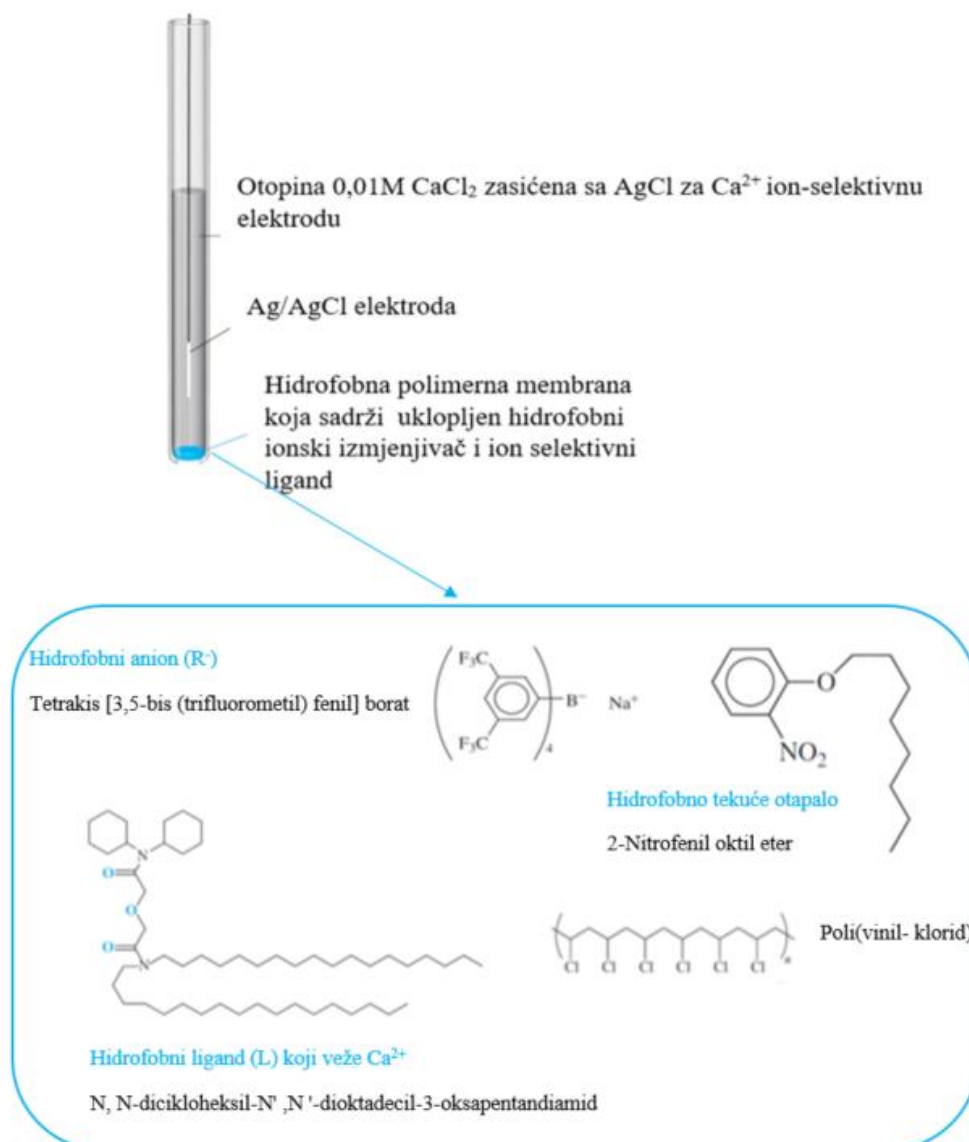 Otopina 0,01M CaCl₂ zasićena sa AgCl za Ca²⁺ ion-selektivnu
elektrodu
Ag/AgCl elektroda
Hidrofobna polimerna membrana
koja sadrži uklopljen hidrofobni
ionski izmjenjivač i ion selektivni
ligand
Hidrofobni anion (R⁻)
Tetrakis [3,5-bis (trifluorometil) fenil] borat
F₃C
F₃C
4
B⁻ Na⁺
O
NO₂
Hidrofobno tekuće otapalo
2-Nitrofenil oktil eter
N
O
O
O
N
Cl Cl Cl Cl Cl Cl
n
Poli(vinil- klorid)
Hidrofobni ligand (L) koji veže Ca²⁺
N, N-dicikloheksil-N' ,N '-dioktadecil-3-oksapentandiamid